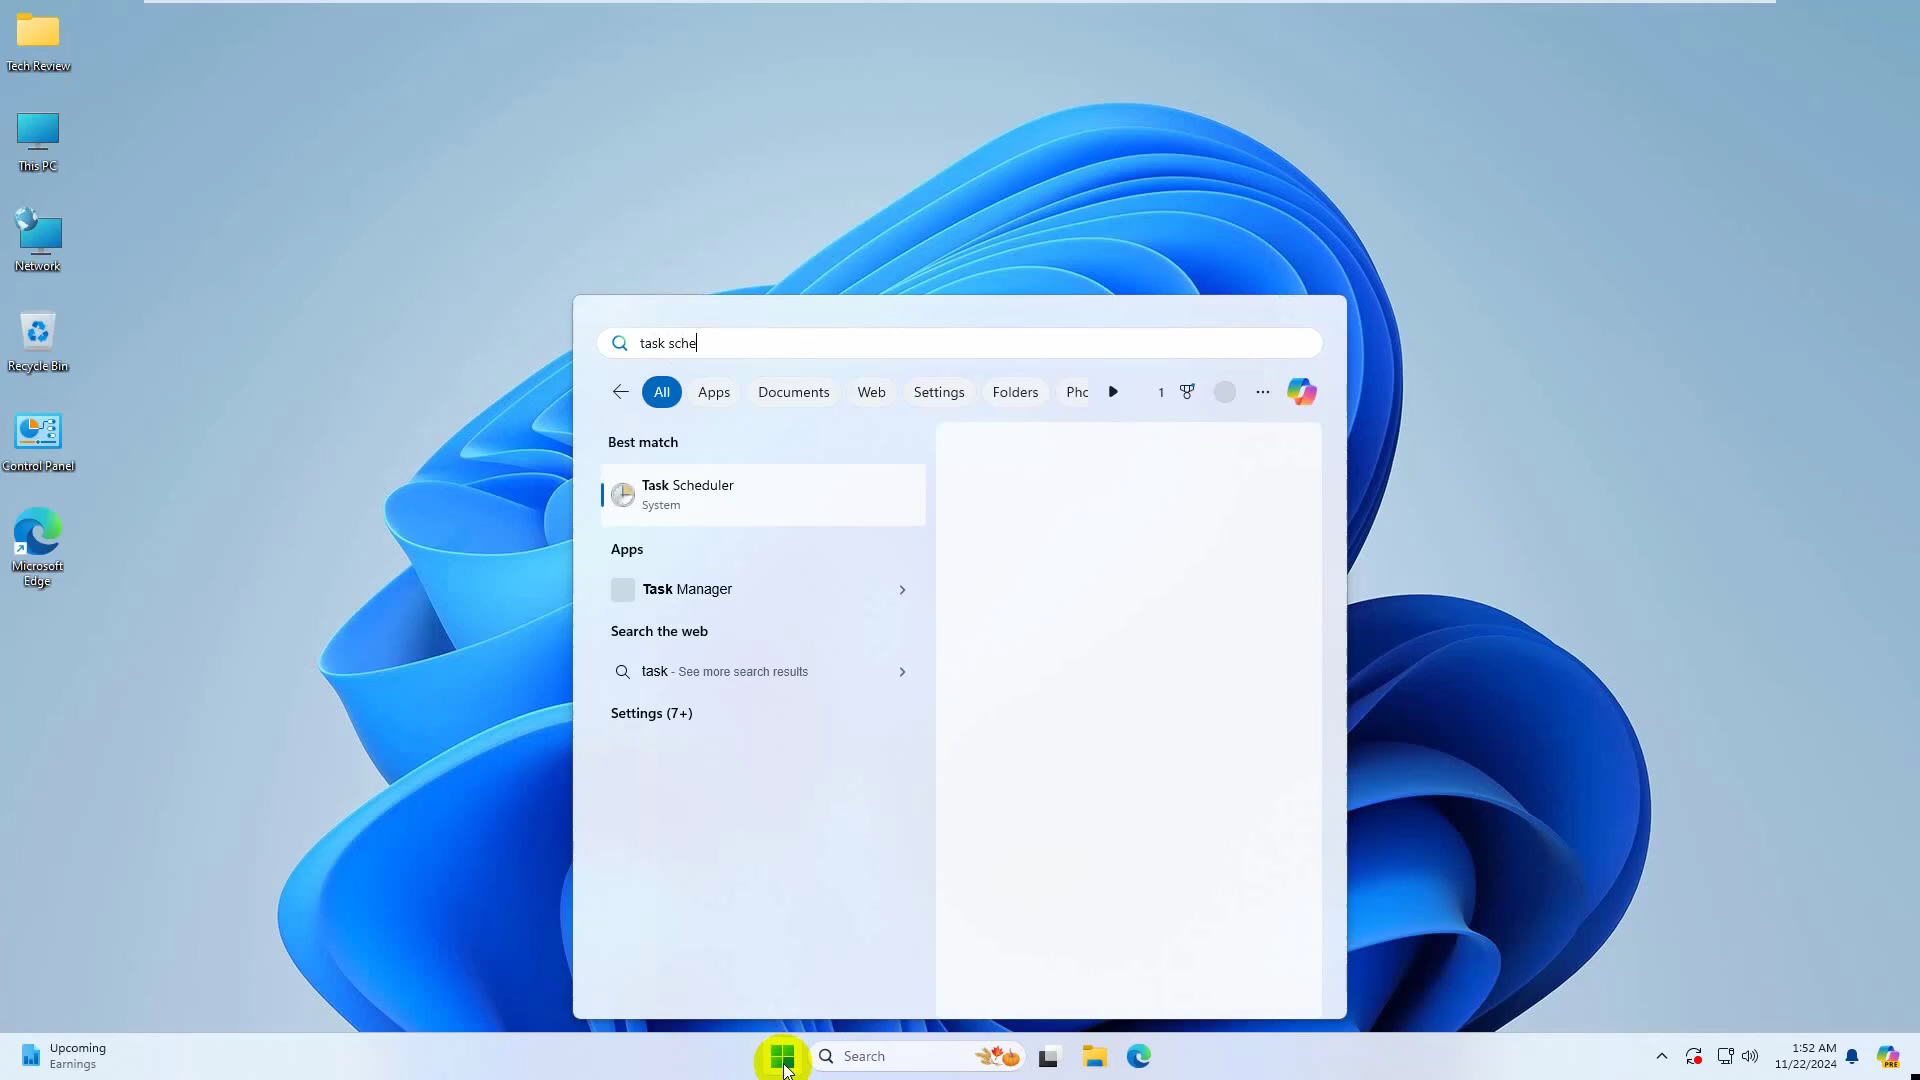 Tech Review
This PC
Network
Recycle Bin
Control Panel
Microsoft
Edge
task sche
All
Apps
Documents
Web
Settings
Folders
Pho
1
Best match
Task Scheduler
System
Apps
Task Manager
Search the web
task - See more search results
Settings (7+)
Upcoming
Earnings
Search
1:52 AM
11/22/2024
PRE